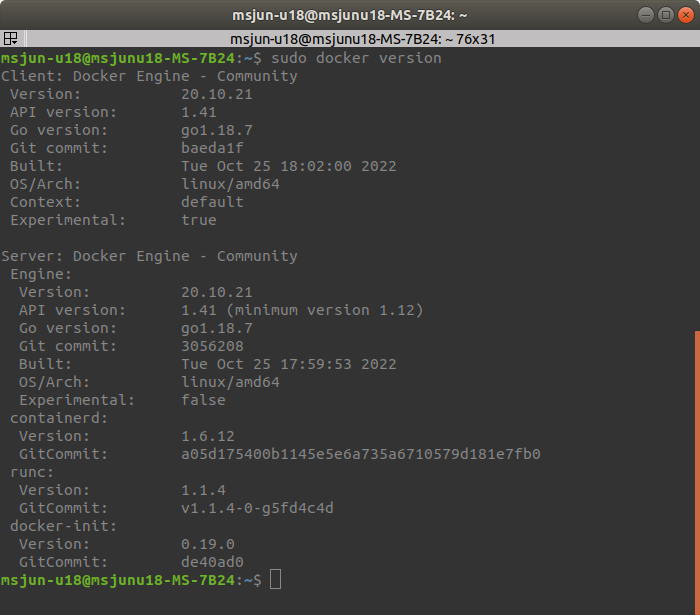 msjun-u18@msjunu18-MS-7B24: ~
msjun-u18@msjunu18-MS-7B24: ~ 76x31
msjun-u18@msjunu18-MS-7B24:~$ sudo docker version
Client: Docker Engine - Community
 Version:           20.10.21
 API version:       1.41
 Go version:        go1.18.7
 Git commit:        baeda1f
 Built:             Tue Oct 25 18:02:00 2022
 OS/Arch:           linux/amd64
 Context:           default
 Experimental:      true

Server: Docker Engine - Community
 Engine:
  Version:          20.10.21
  API version:      1.41 (minimum version 1.12)
  Go version:       go1.18.7
  Git commit:       3056208
  Built:            Tue Oct 25 17:59:53 2022
  OS/Arch:          linux/amd64
  Experimental:     false
 containerd:
  Version:          1.6.12
  GitCommit:        a05d175400b1145e5e6a735a6710579d181e7fb0
 runc:
  Version:          1.1.4
  GitCommit:        v1.1.4-0-g5fd4c4d
 docker-init:
  Version:          0.19.0
  GitCommit:        de40ad0
msjun-u18@msjunu18-MS-7B24:~$